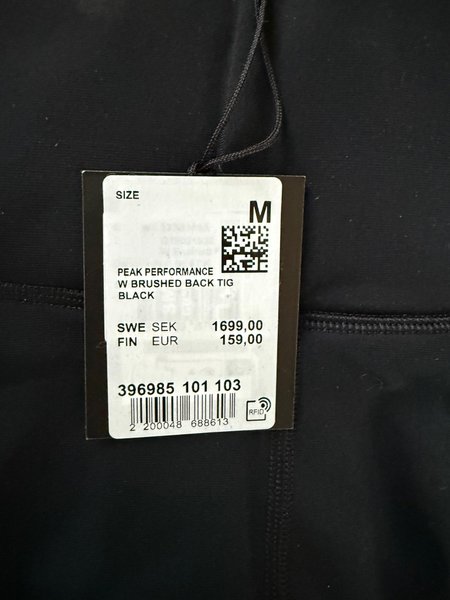 SIZE
M
PEAK PERFORMANCE
W BRUSHED BACK TIG
BLACK
SWE SEK 1699,00
FIN EUR 159,00
396985 101 103
RFID
2 200048 688613